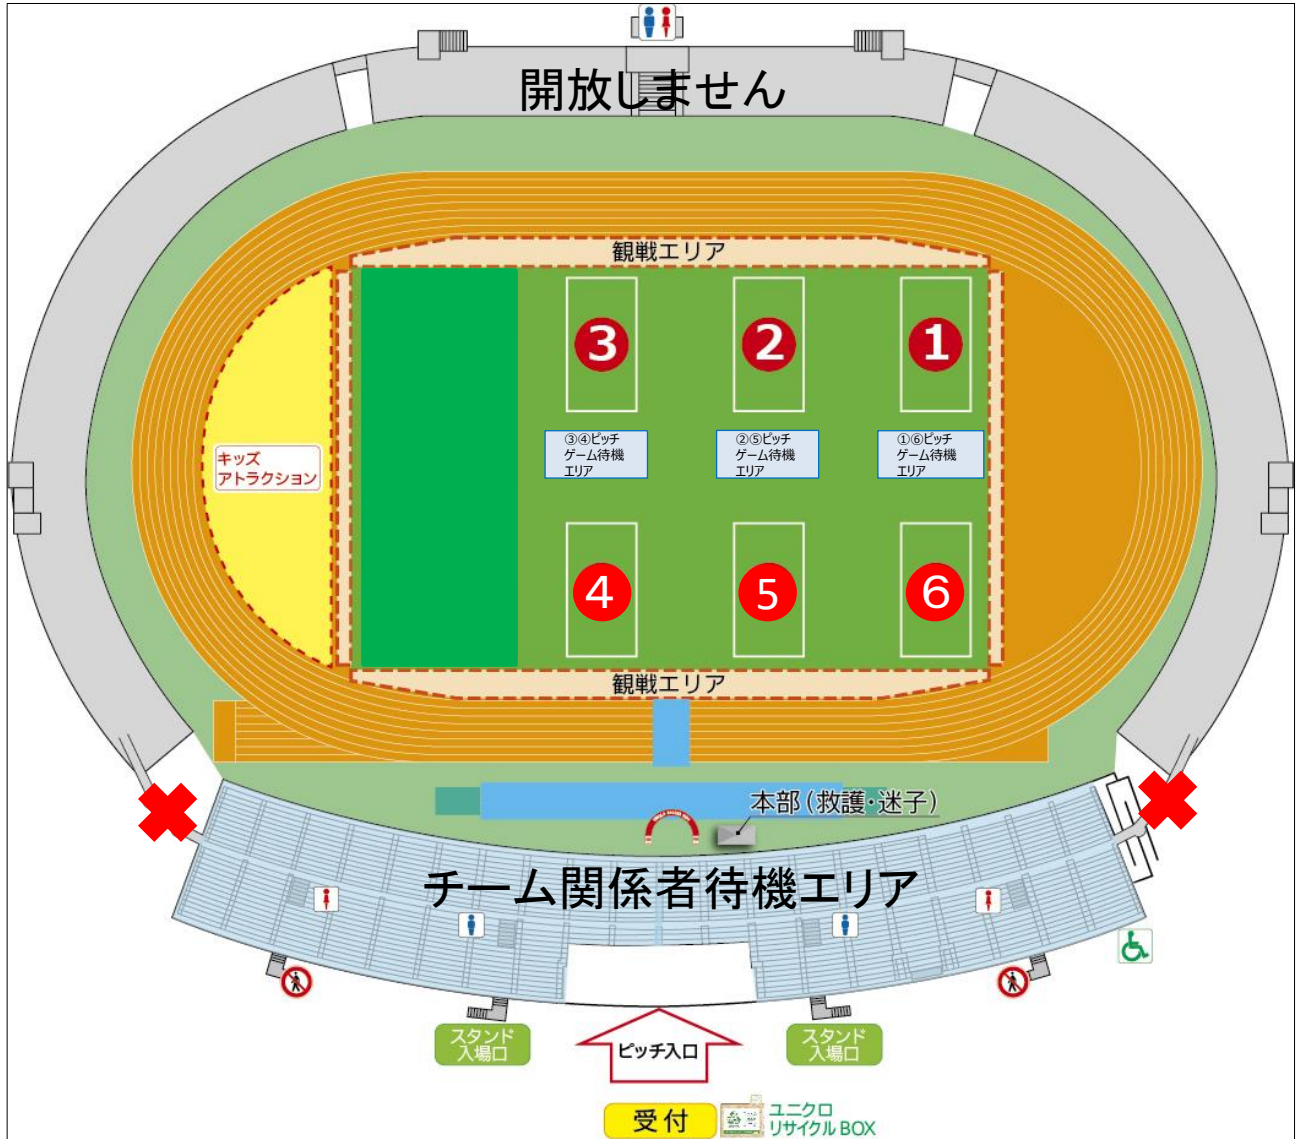 開放しません
観戦エリア
3
2
1
③④ピッチ
ゲーム待機
エリア
②⑤ピッチ
ゲーム待機
エリア
①⑥ピッチ
ゲーム待機
エリア
キッズ
アトラクション
4
5
6
観戦エリア
本部(救護・迷子)
チーム関係者待機エリア
スタンド
入場口
ピッチ入口
スタンド
入場口
受付
ユニクロ
リサイクルBOX